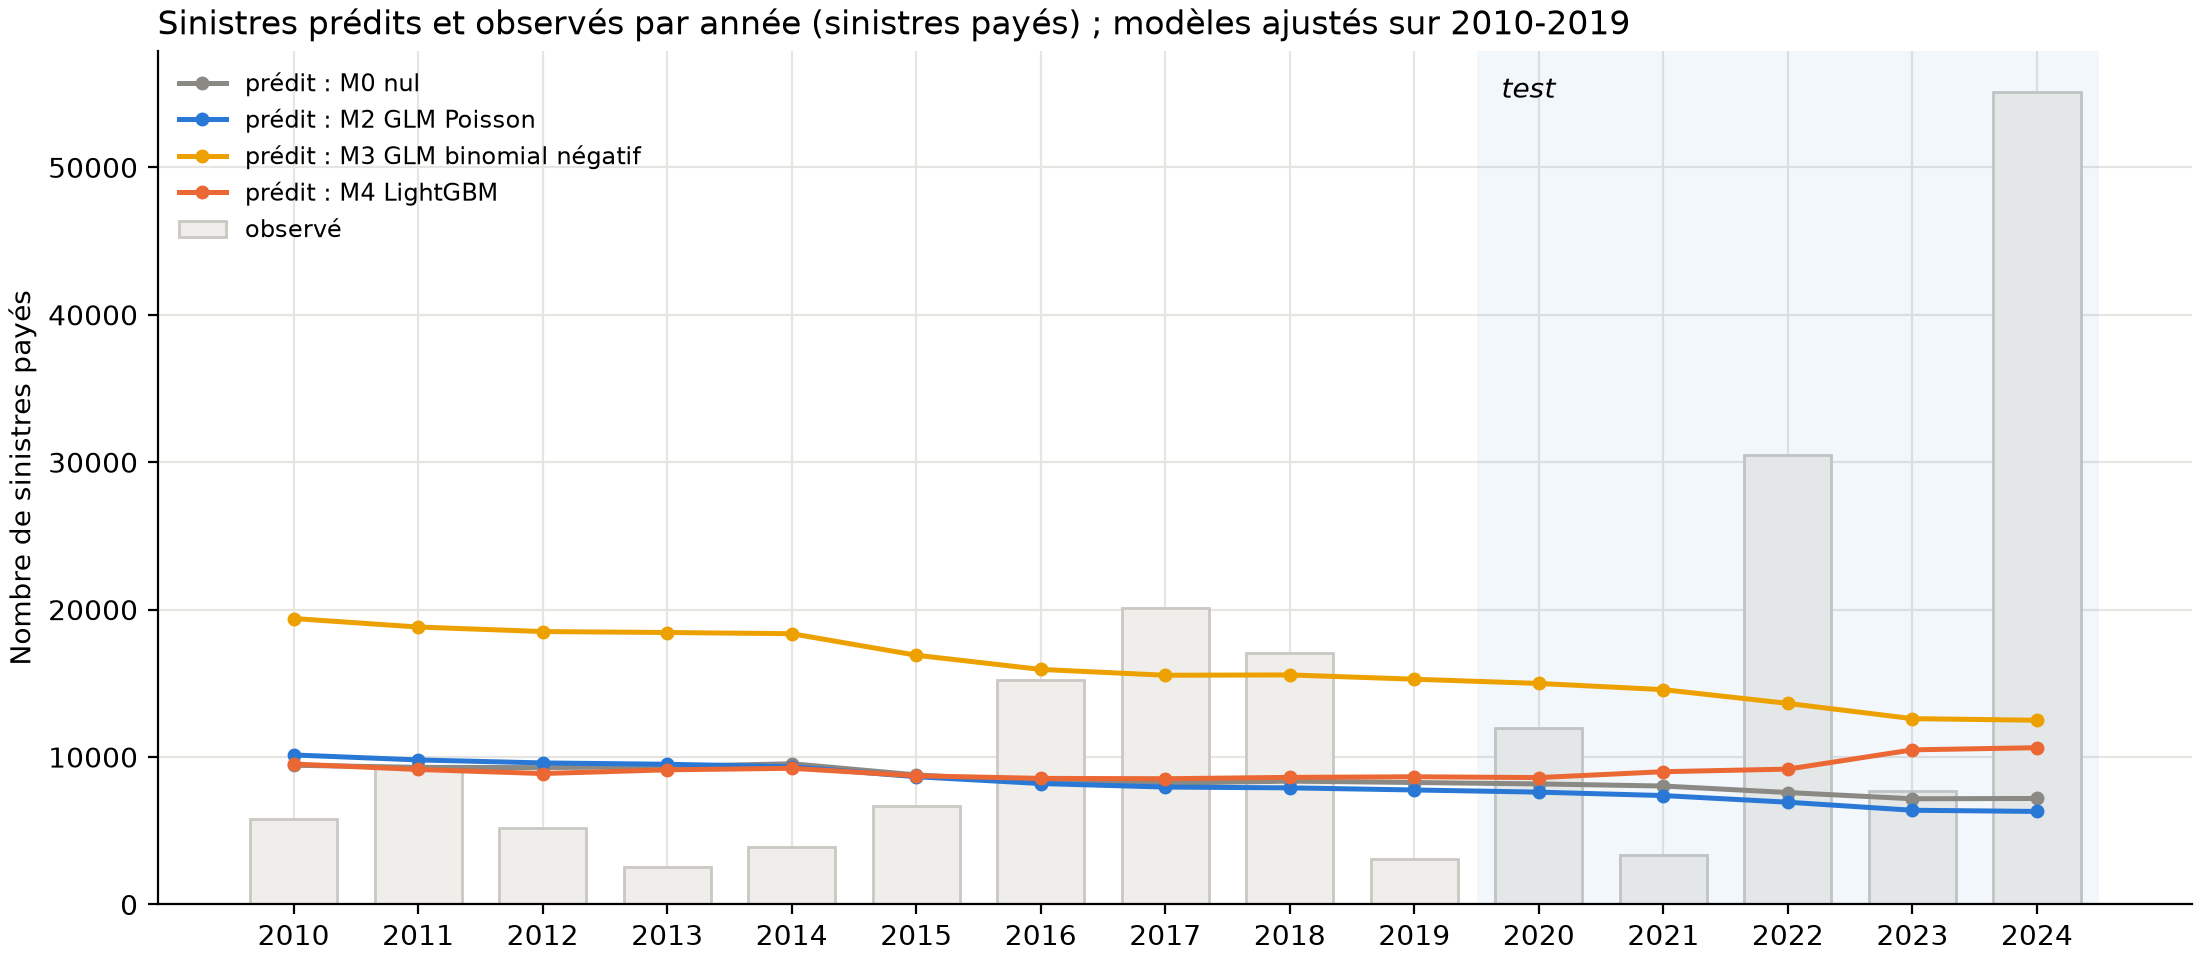 Sinistres prédits et observés par année (sinistres payés) ; modèles ajustés sur 2010-2019
prédit : M0 nul
prédit : M2 GLM Poisson
prédit : M3 GLM binomial négatif
prédit : M4 LightGBM
observé
test
Nombre de sinistres payés
50000
40000
30000
20000
10000
0
2010 2011 2012 2013 2014 2015 2016 2017 2018 2019 2020 2021 2022 2023 2024